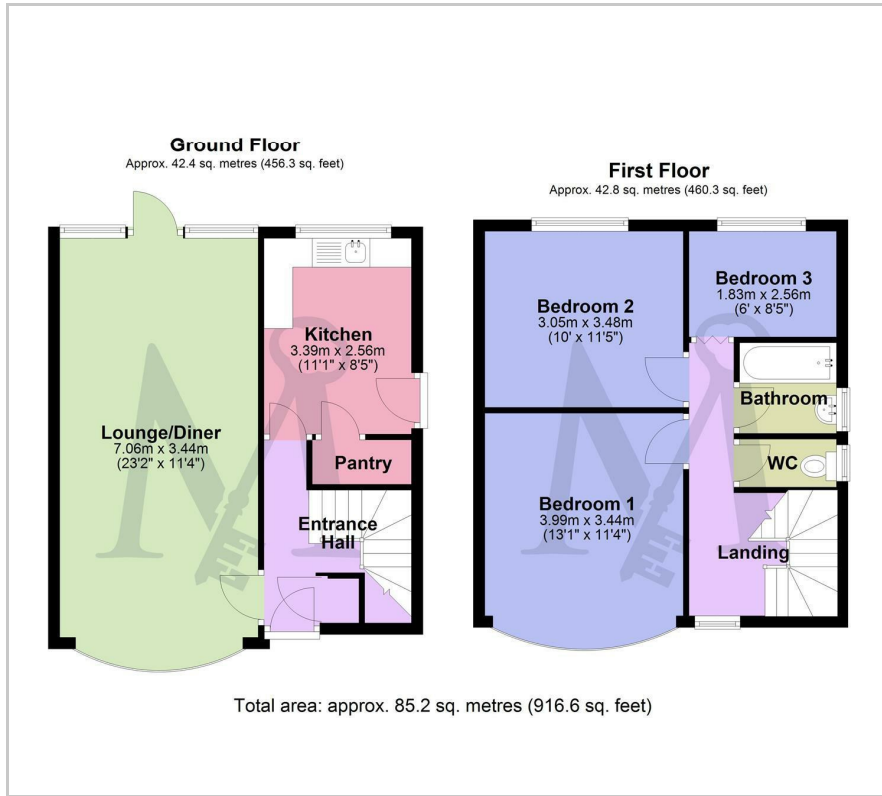 Ground Floor
Approx. 42.4 sq. metres (456.3 sq. feet)
Lounge/Diner
7.06m x 3.44m
(23'2" x 11'4")
Kitchen
3.39m x 2.56m
(11'1" x 8'5")
Pantry
Entrance
Hall
First Floor
Approx. 42.8 sq. metres (460.3 sq. feet)
Bedroom 2
3.05m x 3.48m
(10' x 11'5")
Bedroom 3
1.83m x 2.56m
(6' x 8'5")
Bathroom
WC
Bedroom 1
3.99m x 3.44m
(13'1" x 11'4")
Landing
Total area: approx. 85.2 sq. metres (916.6 sq. feet)